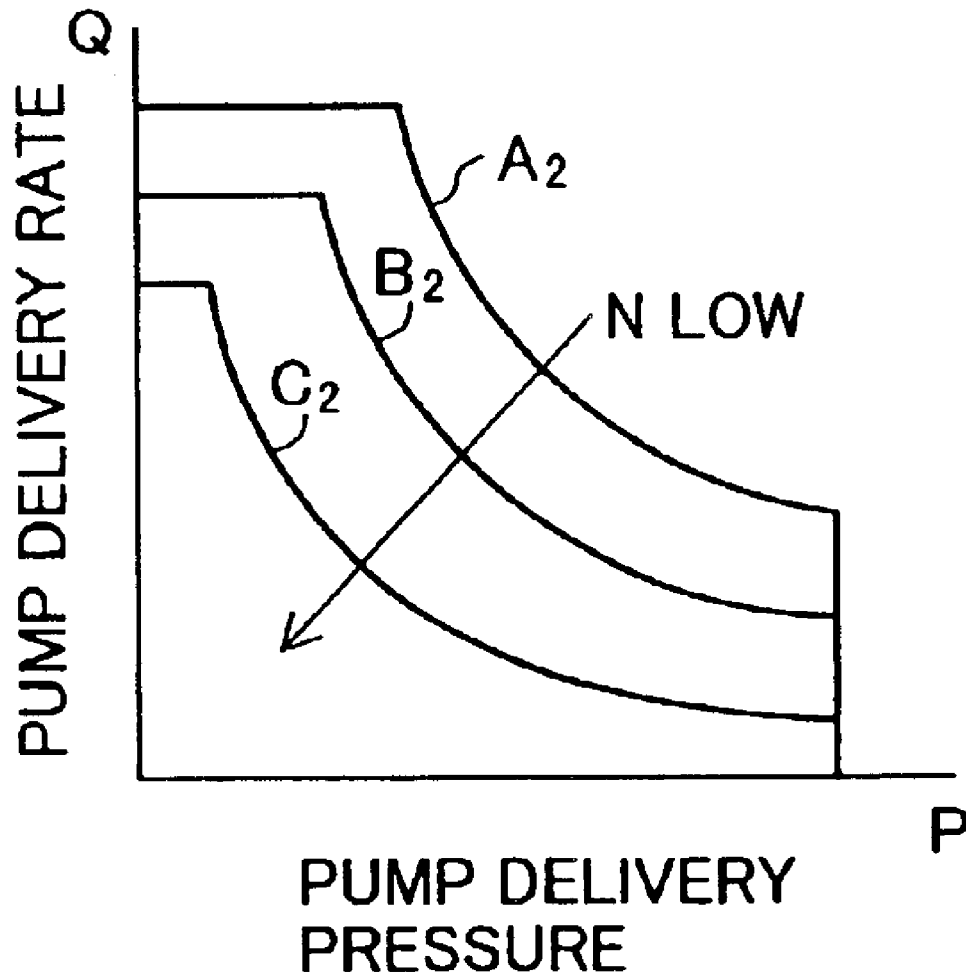 Q
PUMP DELIVERY RATE
A2
B2
N LOW
C2
P
PUMP DELIVERY
PRESSURE